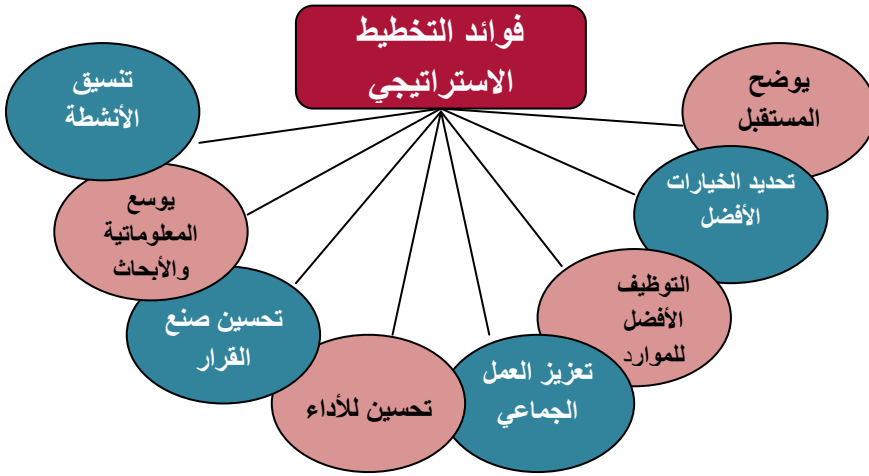 فوائد التخطيط
الاستراتيجي
يوضح
المستقبل
تحديد الخيارات
الأفضل
التوظيف
الأفضل
للموارد
تعزيز العمل
الجماعي
تحسين للأداء
تحسين صنع
القرار
يوسع
المعلوماتية
والأبحاث
تنسيق
الأنشطة